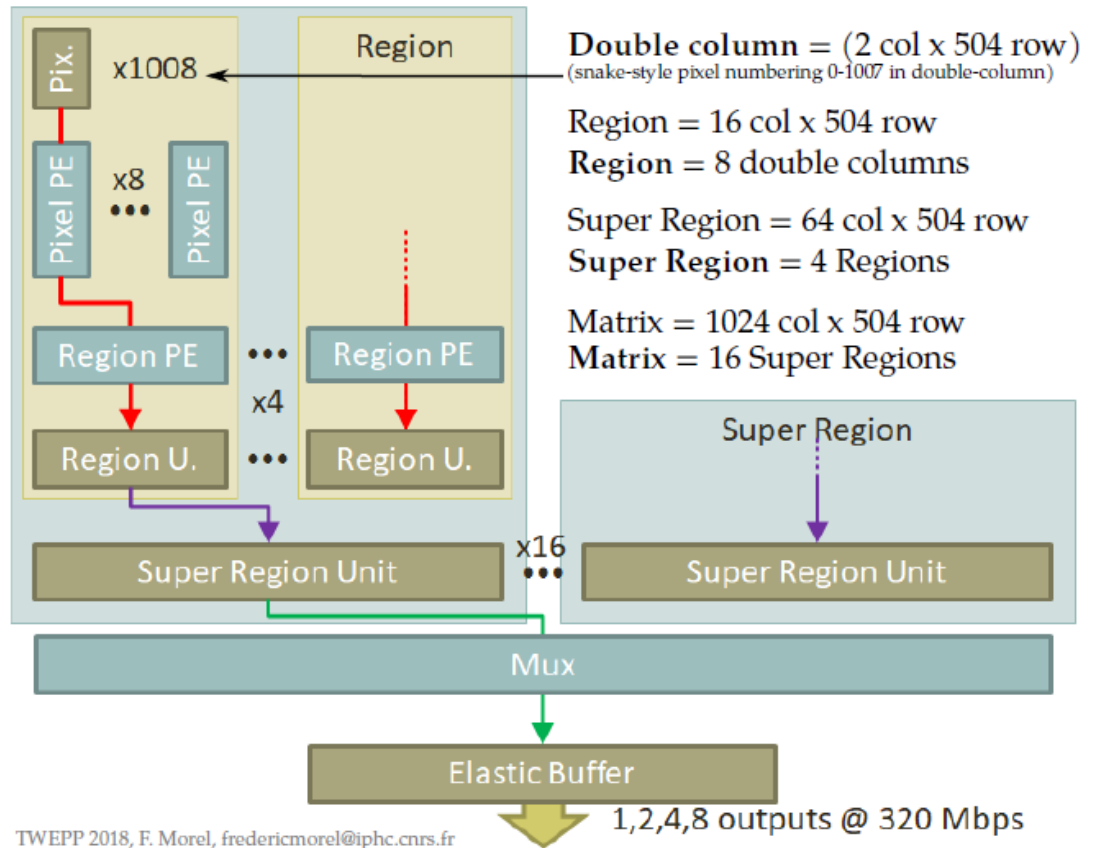 Pix.
x1008
Region
Double column = (2 col x 504 row)
(snake-style pixel numbering 0-1007 in double-column)
Region = 16 col x 504 row
Region = 8 double columns
Super Region = 64 col x 504 row
Super Region = 4 Regions
Matrix = 1024 col x 504 row
Matrix = 16 Super Regions
Pixel PE
x8
•••
Pixel PE
Region PE
•••
Region PE
x4
Region U.
•••
Region U.
Super Region
Super Region Unit
x16
•••
Super Region Unit
Mux
Elastic Buffer
1,2,4,8 outputs @ 320 Mbps
TWEPP 2018, F. Morel, fredericmorel@iphc.cnrs.fr